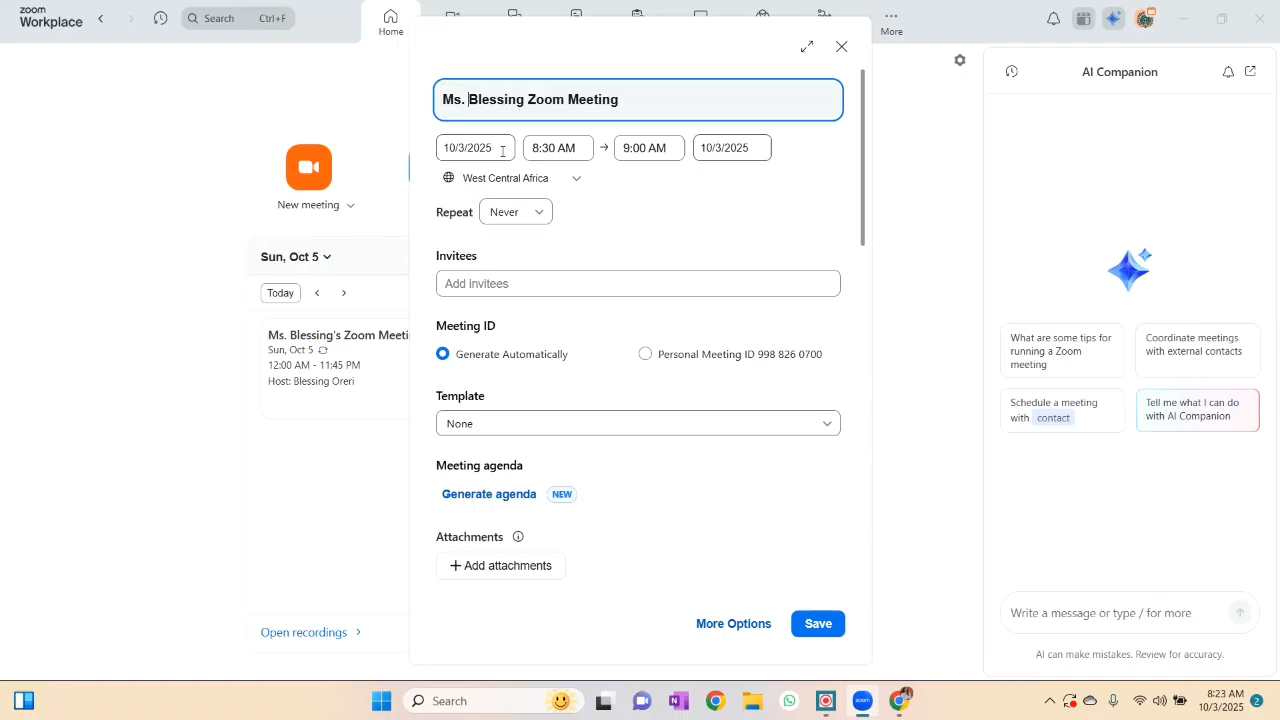 zoom
Workplace
Search Ctrl+F
Home
More
AI Companion
Ms. Blessing Zoom Meeting
10/3/2025 8:30 AM → 9:00 AM 10/3/2025
West Central Africa
Repeat Never
New meeting
Sun, Oct 5
Today
Ms. Blessing's Zoom Meeti
Sun, Oct 5
12:00 AM - 11:45 PM
Host: Blessing Oreri
Open recordings
Invitees
Add invitees
Meeting ID
Generate Automatically Personal Meeting ID 998 826 0700
Template
None
Meeting agenda
Generate agenda NEW
Attachments
+ Add attachments
More Options Save
What are some tips for
running a Zoom
meeting
Coordinate meetings
with external contacts
Schedule a meeting
with contact
Tell me what I can do
with AI Companion
Write a message or type / for more
AI can make mistakes. Review for accuracy.
Search
zoom
8:23 AM
10/3/2025
2